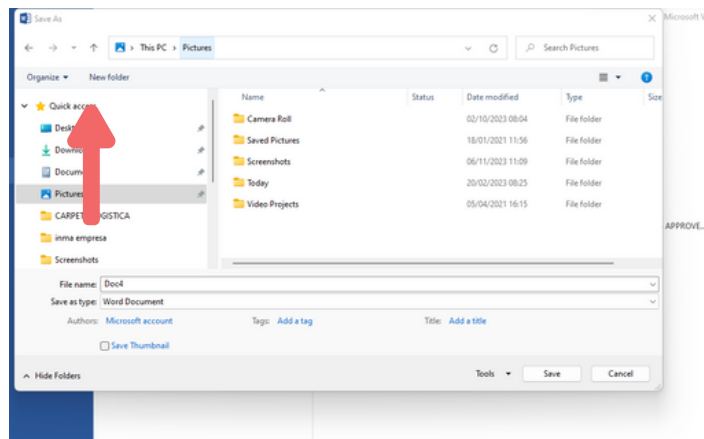 Save As
Microsoft
This PC > Pictures
Search Pictures
Organize New folder
Name Status Date modified Type Size
Quick access
Camera Roll 02/10/2023 08:04 File folder
Saved Pictures 18/01/2021 11:56 File folder
Screenshots 06/11/2023 11:09 File folder
Pictures
Today 20/02/2023 08:25 File folder
Video Projects 05/04/2021 16:15 File folder
inma empresa
Screenshots
APPROVE...
File name: Doc4
Save as type: Word Document
Authors: Microsoft account Tags: Add a tag Title: Add a title
Save Thumbnail
Hide Folders
Tools Save Cancel